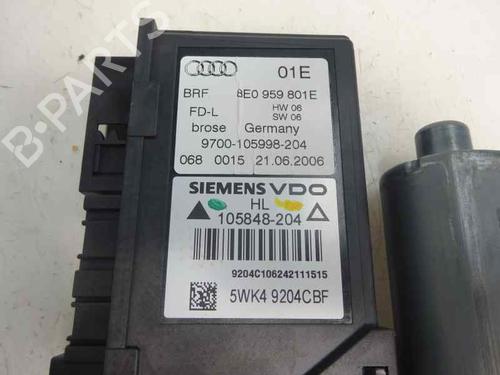 B-PARTS
01E
BRF 8E0 959 801E
FD-L HW 06
SW 06
brose Germany
9700-105998-204
068 0015 21.06.2006
SIEMENS VDO
HL
105848-204
9204C106242111515
5WK4 9204CBF